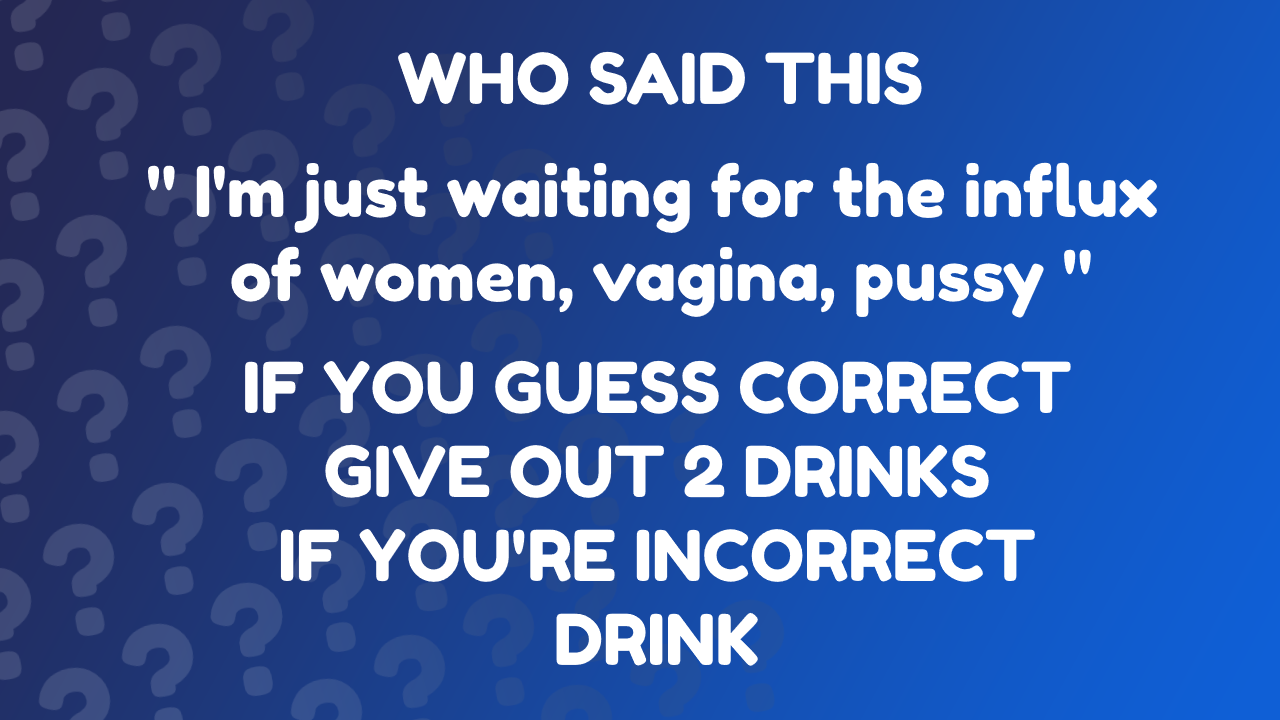 WHO SAID THIS
" I'm just waiting for the influx
of women, vagina, pussy "
IF YOU GUESS CORRECT
GIVE OUT 2 DRINKS
IF YOU'RE INCORRECT
DRINK